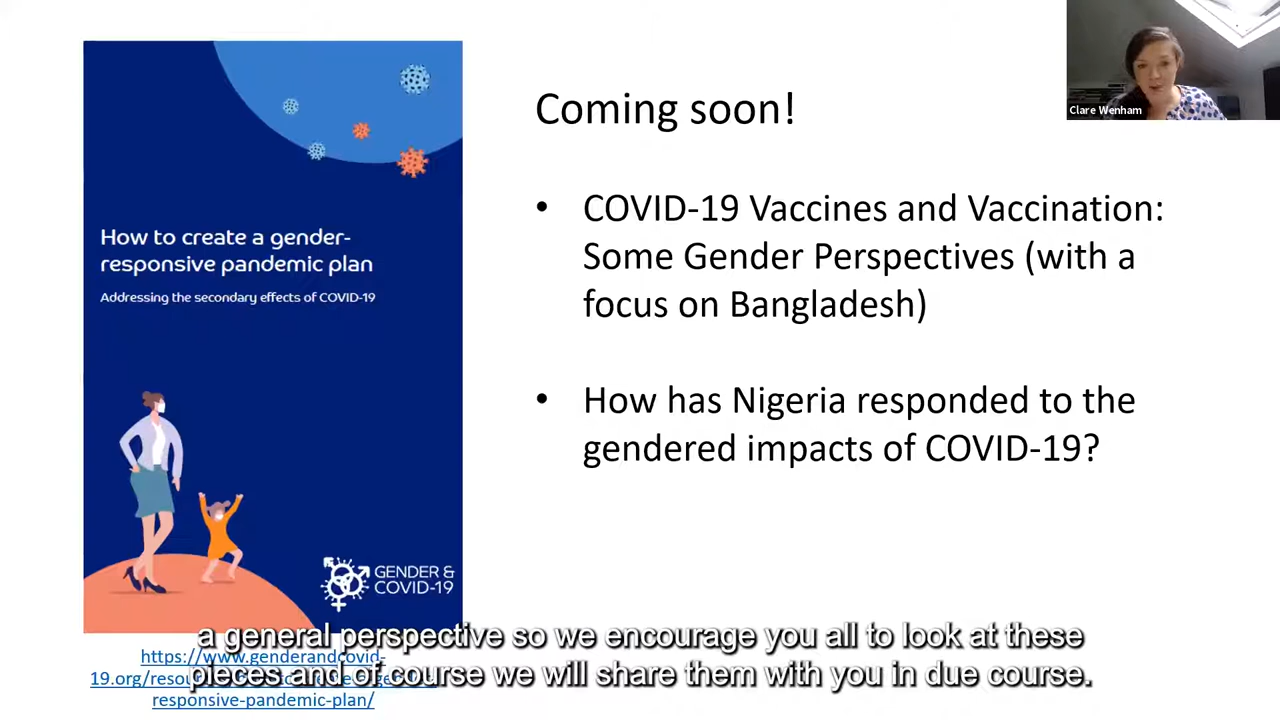 Clare Wenham
How to create a gender-
responsive pandemic plan
Addressing the secondary effects of COVID-19
GENDER &
COVID-19
https://www.genderandcovid-
19.org/resou
responsive-pandemic-plan/
Coming soon!
• COVID-19 Vaccines and Vaccination:
Some Gender Perspectives (with a
focus on Bangladesh)
• How has Nigeria responded to the
gendered impacts of COVID-19?
a general perspective so we encourage you all to look at these
pieces and of course we will share them with you in due course.